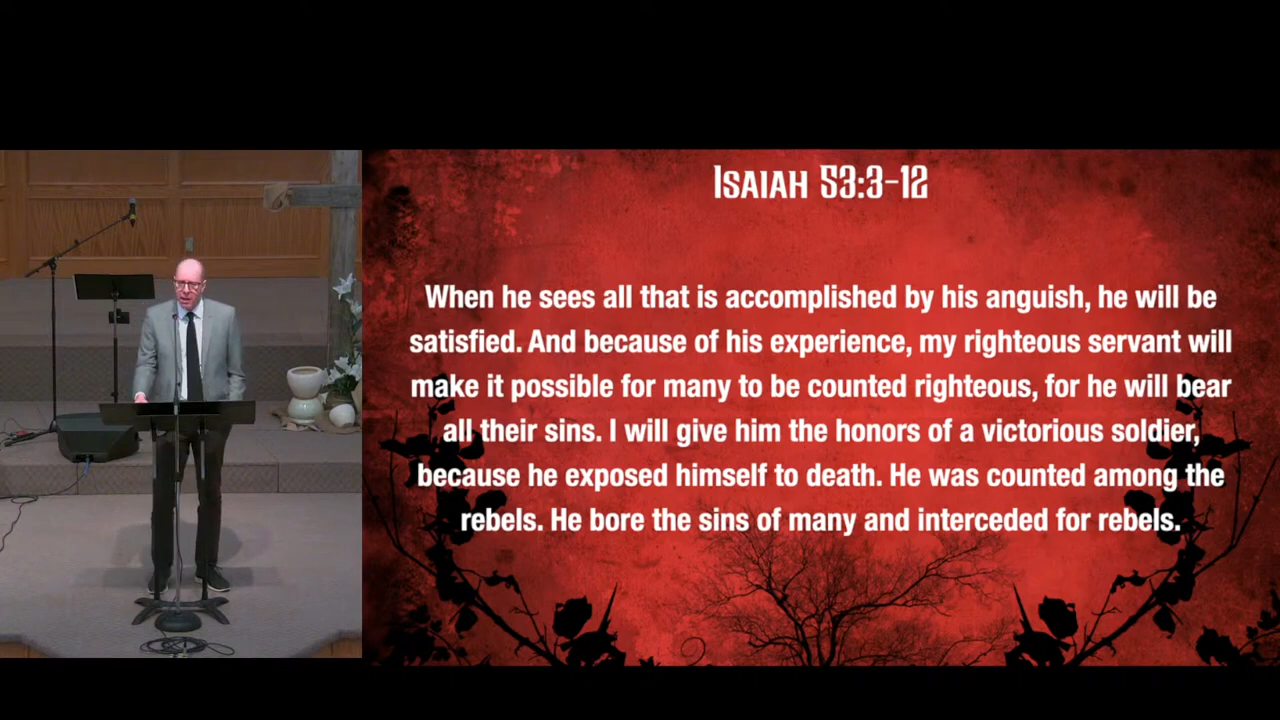 Isaiah 53:3-12
When he sees all that is accomplished by his anguish, he will be
satisfied. And because of his experience, my righteous servant will
make it possible for many to be counted righteous, for he will bear
all their sins. I will give him the honors of a victorious soldier,
because he exposed himself to death. He was counted among the
rebels. He bore the sins of many and interceded for rebels.